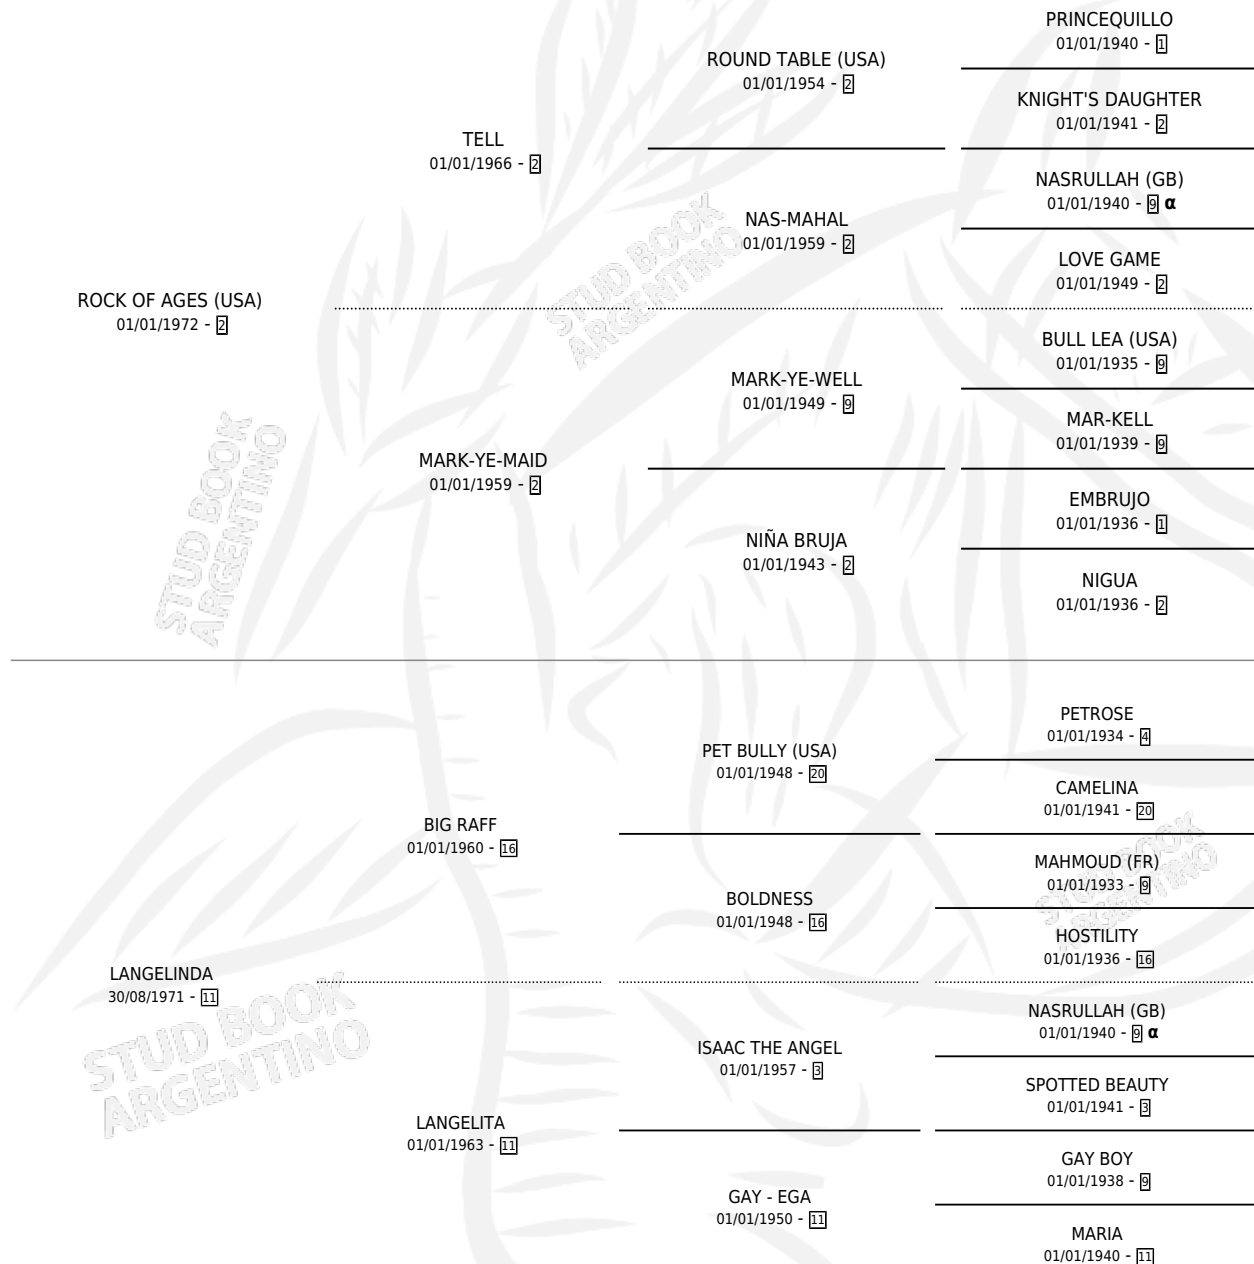 PRINCEQUILLO
01/01/1940 - 1
ROUND TABLE (USA)
01/01/1954 - 2
KNIGHT'S DAUGHTER
01/01/1941 - 2
TELL
01/01/1966 - 2
NASRULLAH (GB)
01/01/1940 - 9 α
NAS-MAHAL
01/01/1959 - 2
LOVE GAME
01/01/1949 - 2
ROCK OF AGES (USA)
01/01/1972 - 2
BULL LEA (USA)
01/01/1935 - 9
MARK-YE-WELL
01/01/1949 - 9
MAR-KELL
01/01/1939 - 9
MARK-YE-MAID
01/01/1959 - 2
EMBRUJO
01/01/1936 - 1
NIÑA BRUJA
01/01/1943 - 2
NIGUA
01/01/1936 - 2
PETROSE
01/01/1934 - 4
PET BULLY (USA)
01/01/1948 - 20
CAMELINA
01/01/1941 - 20
BIG RAFF
01/01/1960 - 16
MAHMOUD (FR)
01/01/1933 - 9
BOLDNESS
01/01/1948 - 16
HOSTILITY
01/01/1936 - 16
LANGELINDA
30/08/1971 - 11
NASRULLAH (GB)
01/01/1940 - 9 α
ISAAC THE ANGEL
01/01/1957 - 3
SPOTTED BEAUTY
01/01/1941 - 3
LANGELITA
01/01/1963 - 11
GAY BOY
01/01/1938 - 9
GAY - EGA
01/01/1950 - 11
MARIA
01/01/1940 - 11
STUD BOOK
ARGENTINO
STUD BOOK
ARGENTINO
STUD BOOK
ARGENTINO
STUD BOOK
ARGENTINO